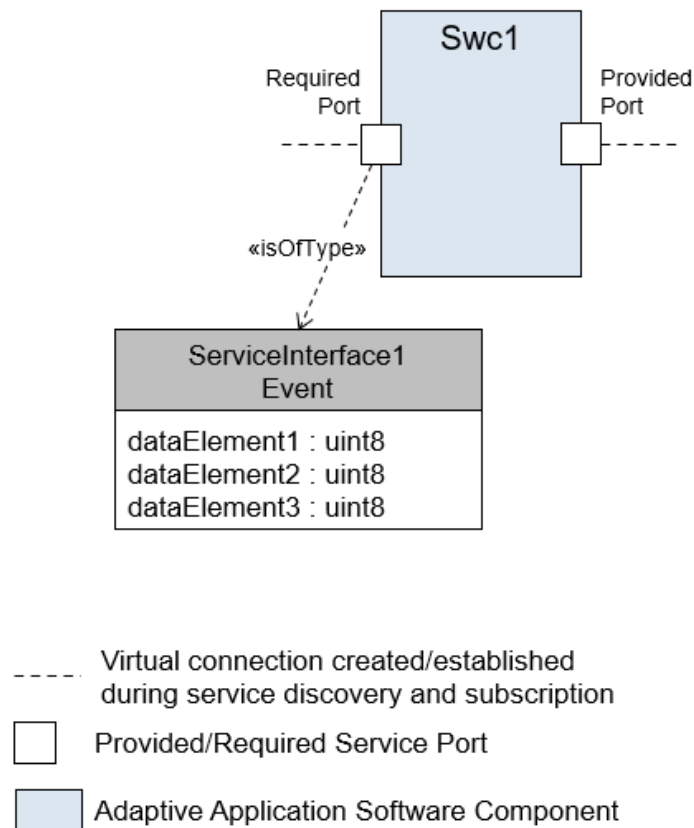 Swc1
Required
Port
Provided
Port
«isOfType»
ServiceInterface1
Event
dataElement1 : uint8
dataElement2 : uint8
dataElement3 : uint8
Virtual connection created/established
during service discovery and subscription
Provided/Required Service Port
Adaptive Application Software Component